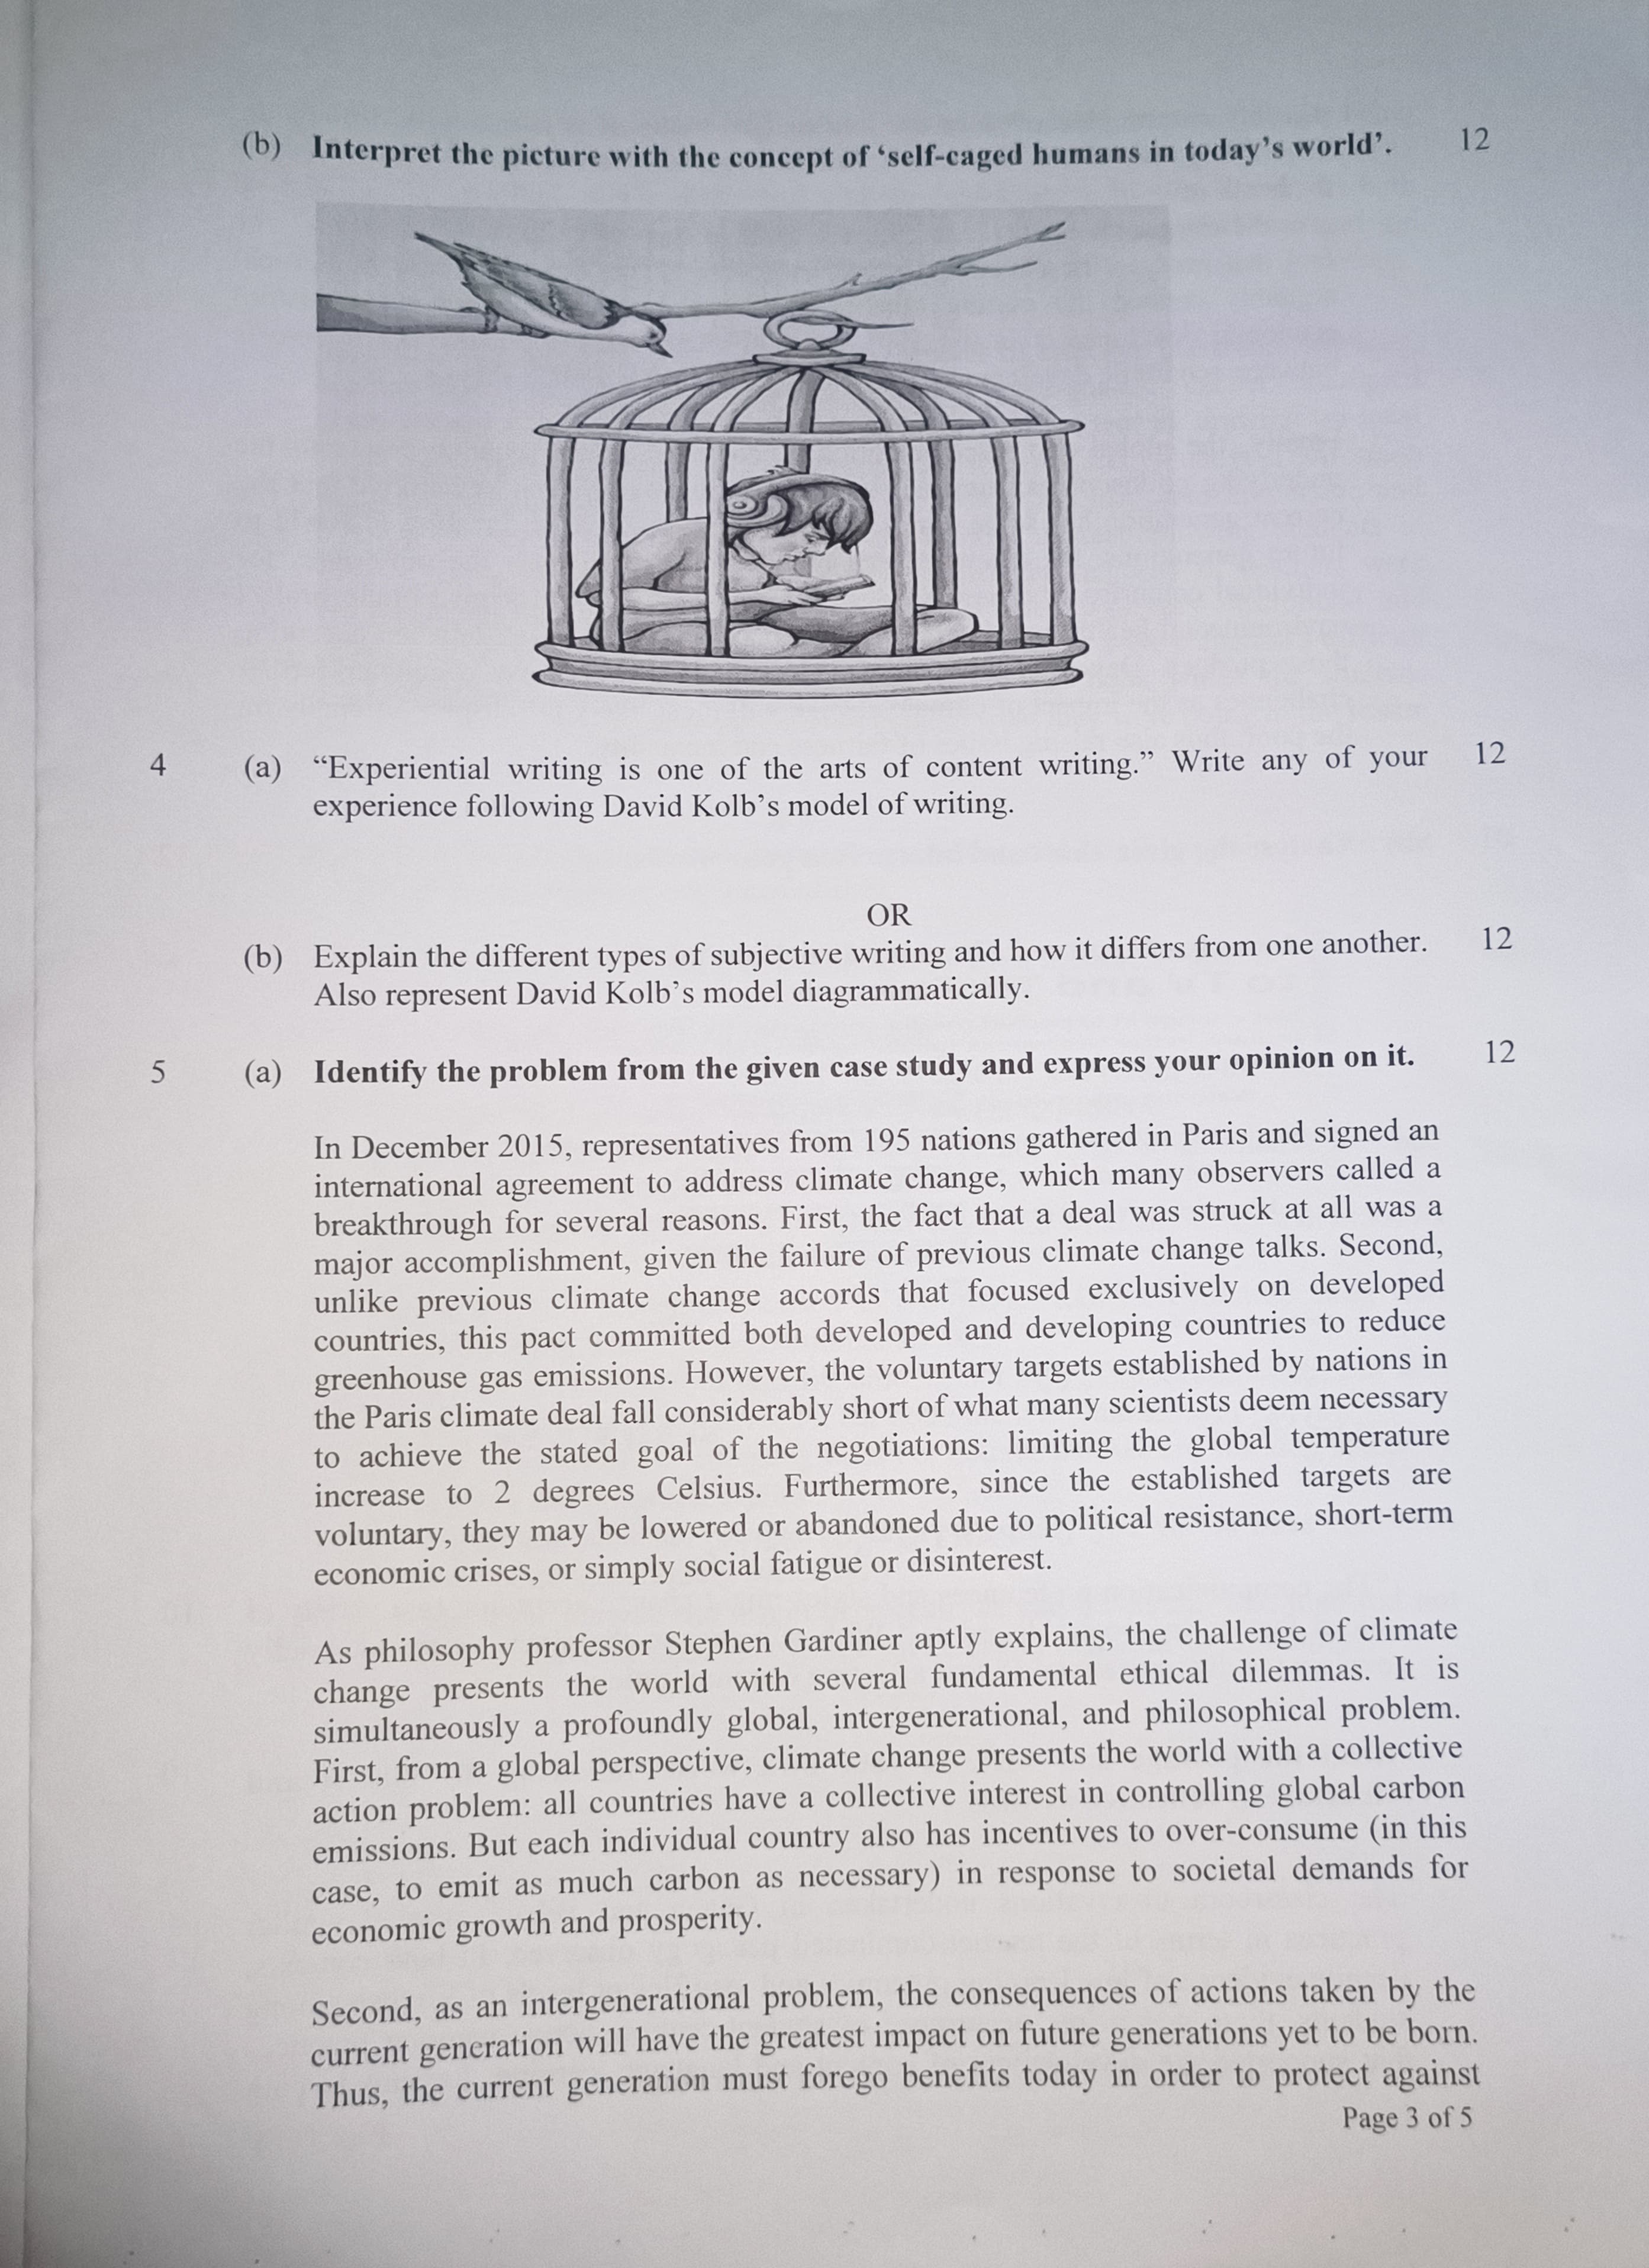 (b) Interpret the picture with the concept of ‘self-caged humans in today’s world’. 12
4 (a) “Experiential writing is one of the arts of content writing.” Write any of your 12
experience following David Kolb’s model of writing.
OR
(b) Explain the different types of subjective writing and how it differs from one another. 12
Also represent David Kolb’s model diagrammatically.
5 (a) Identify the problem from the given case study and express your opinion on it. 12
In December 2015, representatives from 195 nations gathered in Paris and signed an
international agreement to address climate change, which many observers called a
breakthrough for several reasons. First, the fact that a deal was struck at all was a
major accomplishment, given the failure of previous climate change talks. Second,
unlike previous climate change accords that focused exclusively on developed
countries, this pact committed both developed and developing countries to reduce
greenhouse gas emissions. However, the voluntary targets established by nations in
the Paris climate deal fall considerably short of what many scientists deem necessary
to achieve the stated goal of the negotiations: limiting the global temperature
increase to 2 degrees Celsius. Furthermore, since the established targets are
voluntary, they may be lowered or abandoned due to political resistance, short-term
economic crises, or simply social fatigue or disinterest.
As philosophy professor Stephen Gardiner aptly explains, the challenge of climate
change presents the world with several fundamental ethical dilemmas. It is
simultaneously a profoundly global, intergenerational, and philosophical problem.
First, from a global perspective, climate change presents the world with a collective
action problem: all countries have a collective interest in controlling global carbon
emissions. But each individual country also has incentives to over-consume (in this
case, to emit as much carbon as necessary) in response to societal demands for
economic growth and prosperity.
Second, as an intergenerational problem, the consequences of actions taken by the
current generation will have the greatest impact on future generations yet to be born.
Thus, the current generation must forego benefits today in order to protect against
Page 3 of 5